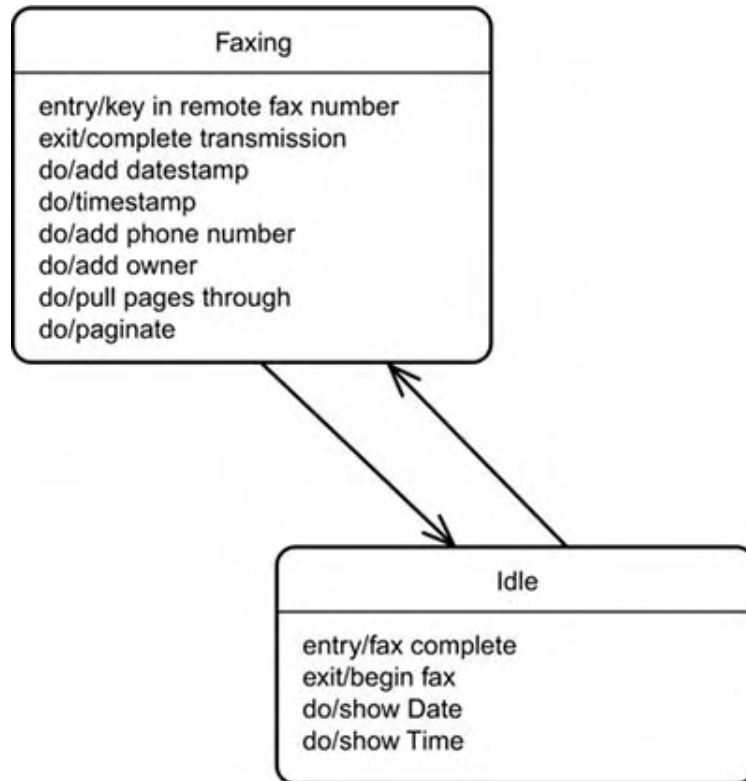 Faxing
entry/key in remote fax number
exit/complete transmission
do/add datestamp
do/timestamp
do/add phone number
do/add owner
do/pull pages through
do/paginate
Idle
entry/fax complete
exit/begin fax
do/show Date
do/show Time